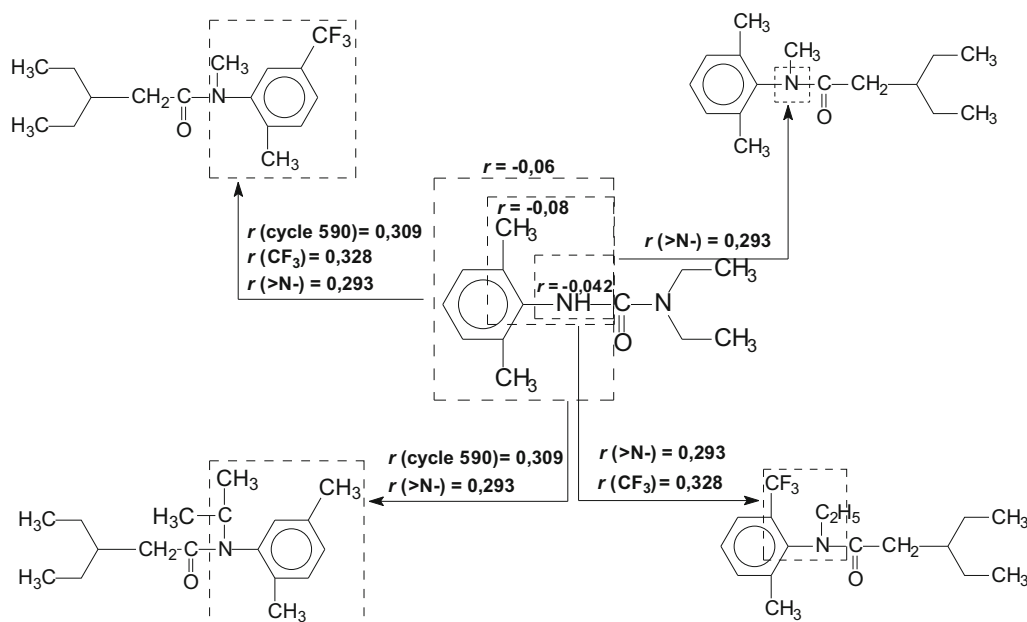 CF₃
H₃C
CH₃
CH₂-C
N
H₃C
O
CH₃
CH₃
CH₃
N
C
CH₂
CH₃
O
CH₃
CH₃
r = -0,06
r = -0,08
CH₃
r (cycle 590)= 0,309
r (CF₃) = 0,328
r (>N-) = 0,293
r (>N-) = 0,293
r = -0,042
NH
C
N
O
CH₃
CH₃
CH₃
r (cycle 590)= 0,309
r (>N-) = 0,293
r (>N-) = 0,293
r (CF₃) = 0,328
CH₃
H₃C
C
CH₃
H₃C
CH₂-C
N
H₃C
O
CH₃
CF₃
C₂H₅
CH₃
N
C
CH₂
O
CH₃
CH₃